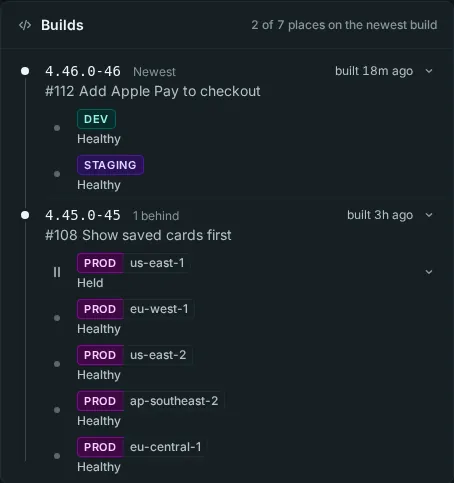 Builds 2 of 7 places on the newest build
4.46.0-46 Newest built 18m ago
#112 Add Apple Pay to checkout
DEV
Healthy
STAGING
Healthy
4.45.0-45 1 behind built 3h ago
#108 Show saved cards first
PROD us-east-1
Held
PROD eu-west-1
Healthy
PROD us-east-2
Healthy
PROD ap-southeast-2
Healthy
PROD eu-central-1
Healthy